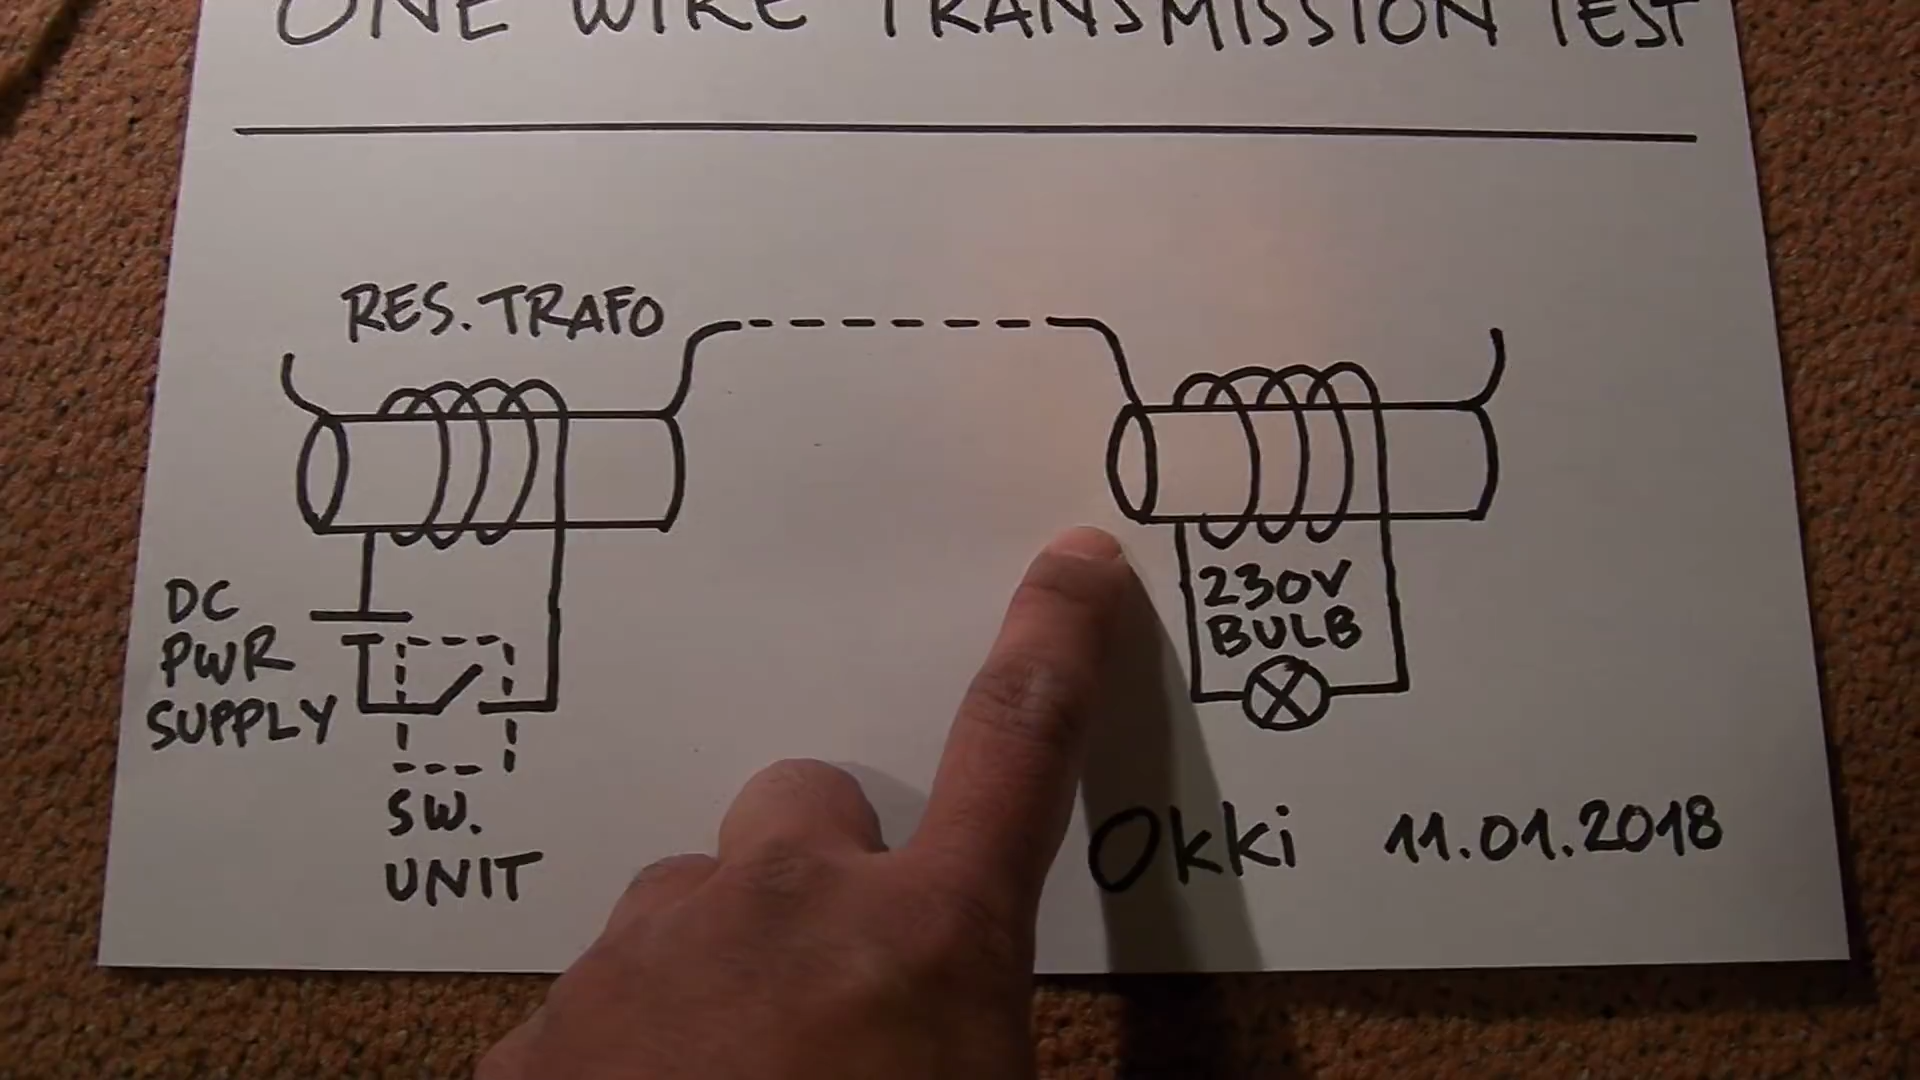 ONE WIRE TRANSMISSION TEST
RES. TRAFO
DC
PWR
SUPPLY
SW.
UNIT
230V
BULB
Okki 11.01.2018